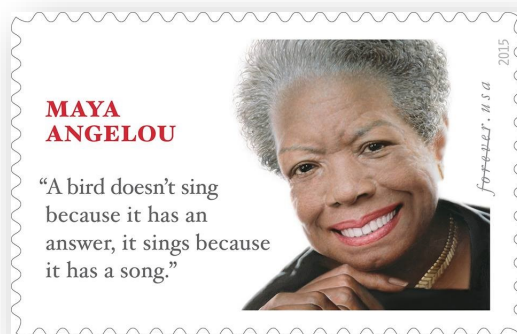 MAYA
ANGELOU
“A bird doesn’t sing
because it has an
answer, it sings because
it has a song.”
forever.usa
2015